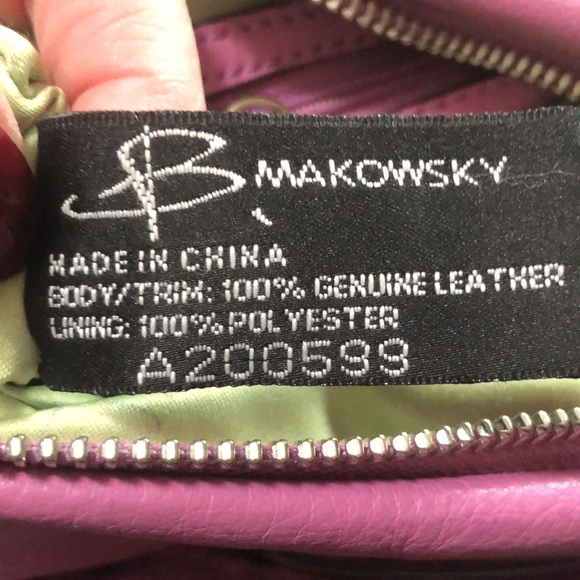 B. MAKOWSKY
MADE IN CHINA
BODY/TRIM: 100% GENUINE LEATHER
LINING: 100% POLYESTER
A200599